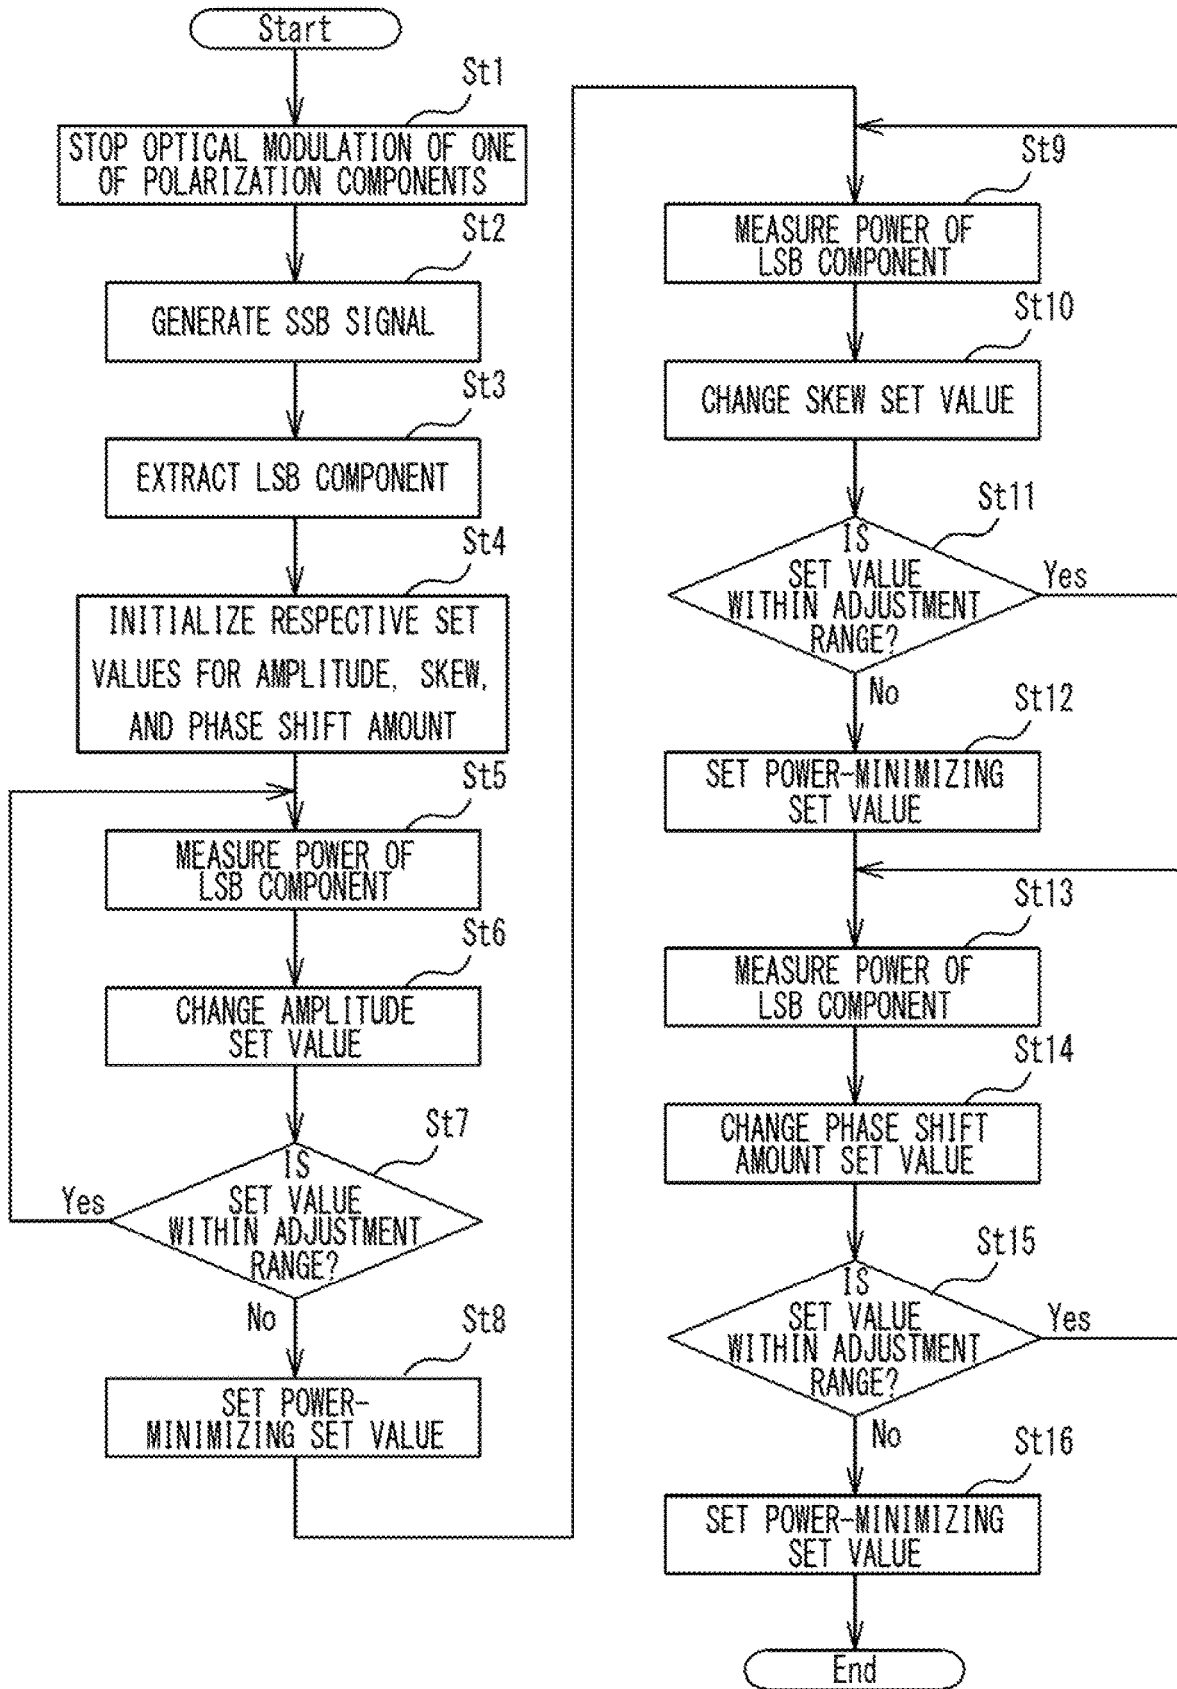 Start
St1
STOP OPTICAL MODULATION OF ONE
OF POLARIZATION COMPONENTS
St2
GENERATE SSB SIGNAL
St3
EXTRACT LSB COMPONENT
St4
INITIALIZE RESPECTIVE SET
VALUES FOR AMPLITUDE, SKEW,
AND PHASE SHIFT AMOUNT
St5
MEASURE POWER OF
LSB COMPONENT
St6
CHANGE AMPLITUDE
SET VALUE
St7
IS
SET VALUE
WITHIN ADJUSTMENT
RANGE?
Yes
No
St8
SET POWER-
MINIMIZING SET VALUE
St9
MEASURE POWER OF
LSB COMPONENT
St10
CHANGE SKEW SET VALUE
St11
IS
SET VALUE
WITHIN ADJUSTMENT
RANGE?
Yes
No
St12
SET POWER-MINIMIZING
SET VALUE
St13
MEASURE POWER OF
LSB COMPONENT
St14
CHANGE PHASE SHIFT
AMOUNT SET VALUE
St15
IS
SET VALUE
WITHIN ADJUSTMENT
RANGE?
Yes
No
St16
SET POWER-MINIMIZING
SET VALUE
End